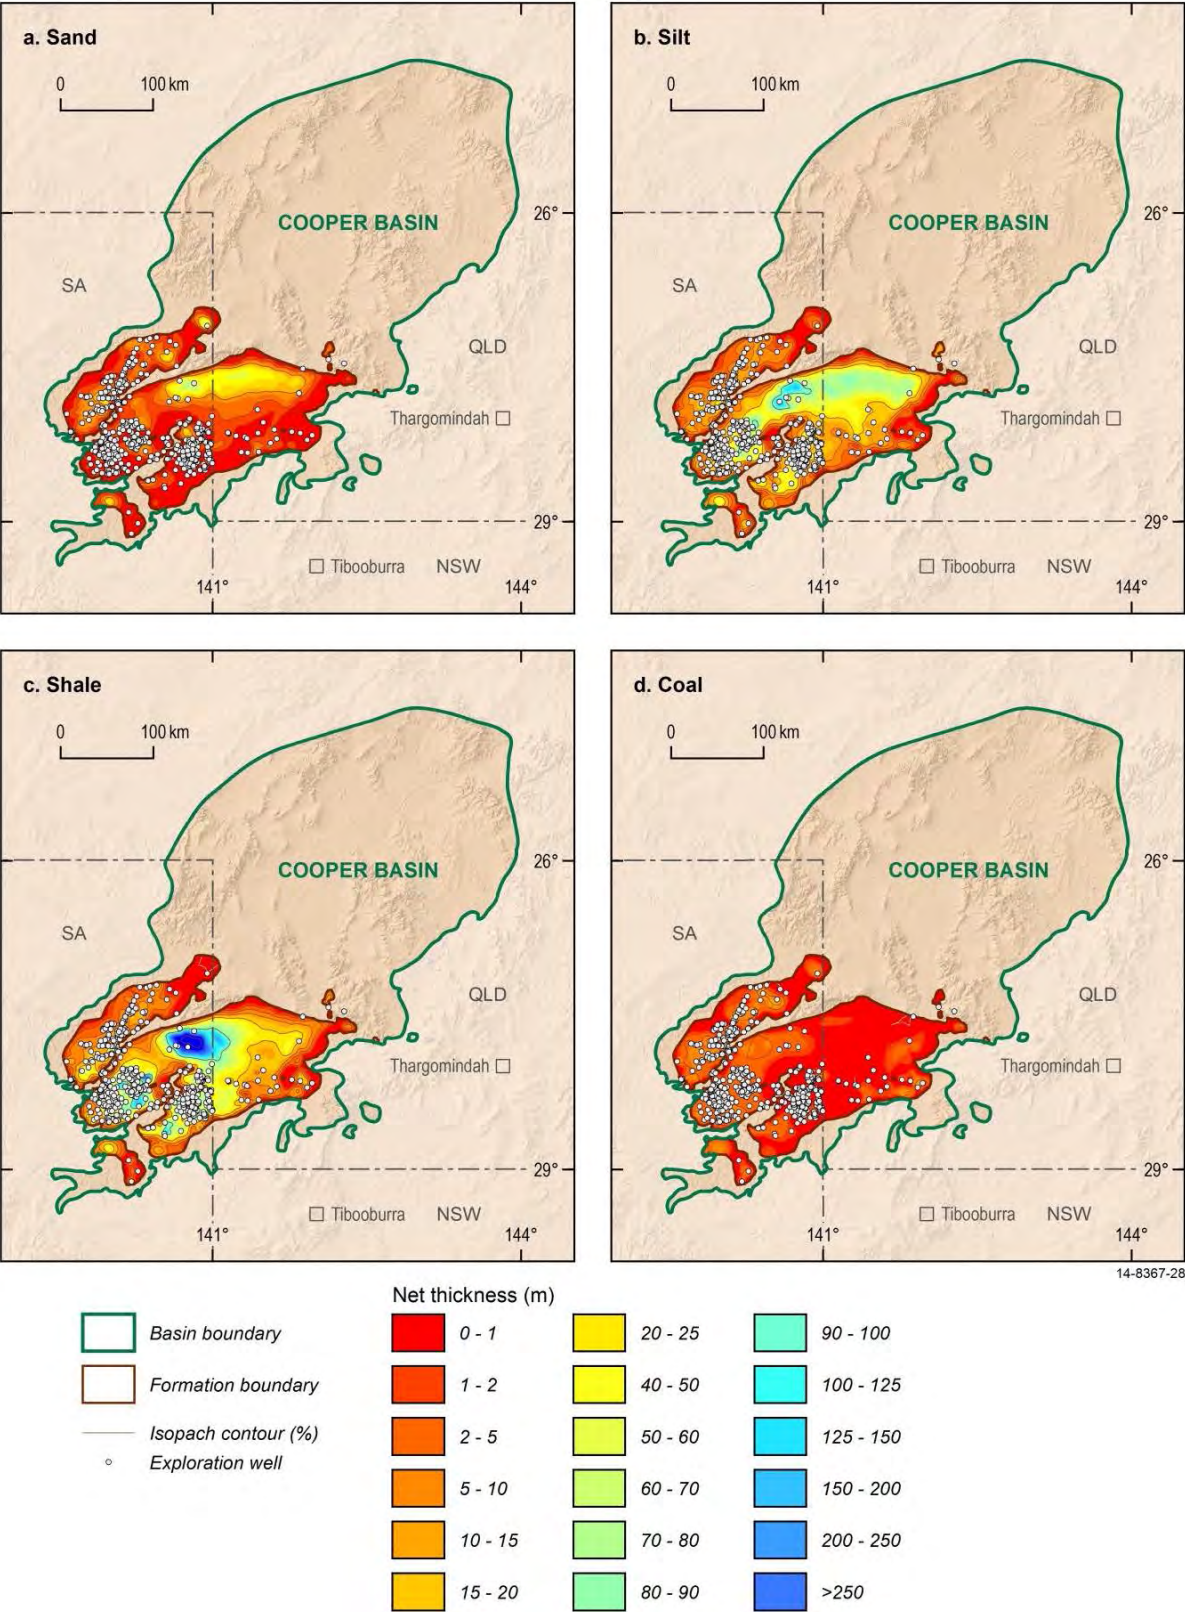 a. Sand
0 100 km
COOPER BASIN
26°
SA
QLD
Thargomindah
29°
Tibooburra NSW
141° 144°
b. Silt
0 100 km
COOPER BASIN
26°
SA
QLD
Thargomindah
29°
Tibooburra NSW
141° 144°
c. Shale
0 100 km
COOPER BASIN
26°
SA
QLD
Thargomindah
29°
Tibooburra NSW
141° 144°
d. Coal
0 100 km
COOPER BASIN
26°
SA
QLD
Thargomindah
29°
Tibooburra NSW
141° 144°
14-8367-28
Basin boundary
Formation boundary
Isopach contour (%)
Exploration well
Net thickness (m)
0 - 1
1 - 2
2 - 5
5 - 10
10 - 15
15 - 20
20 - 25
40 - 50
50 - 60
60 - 70
70 - 80
80 - 90
90 - 100
100 - 125
125 - 150
150 - 200
200 - 250
>250